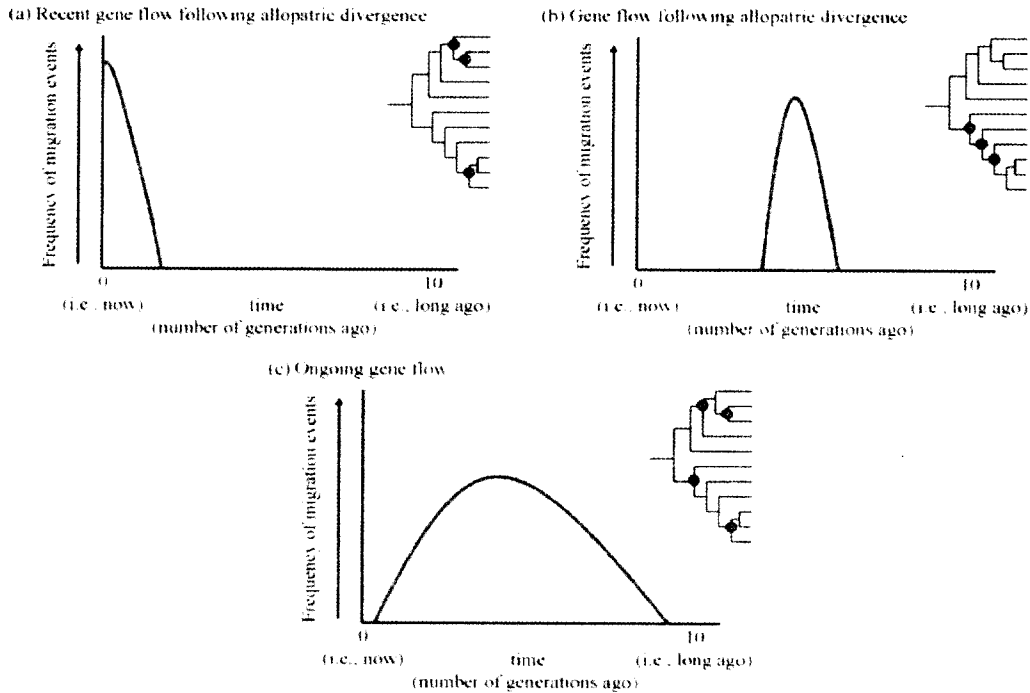 (a) Recent gene flow following allopatric divergence
Frequency of migration events
0
10
(i.e., now)
time
(i.e., long ago)
(number of generations ago)
(b) Gene flow following allopatric divergence
Frequency of migration events
0
10
(i.e., now)
time
(i.e., long ago)
(number of generations ago)
(c) Ongoing gene flow
Frequency of migration events
0
10
(i.e., now)
time
(i.e., long ago)
(number of generations ago)